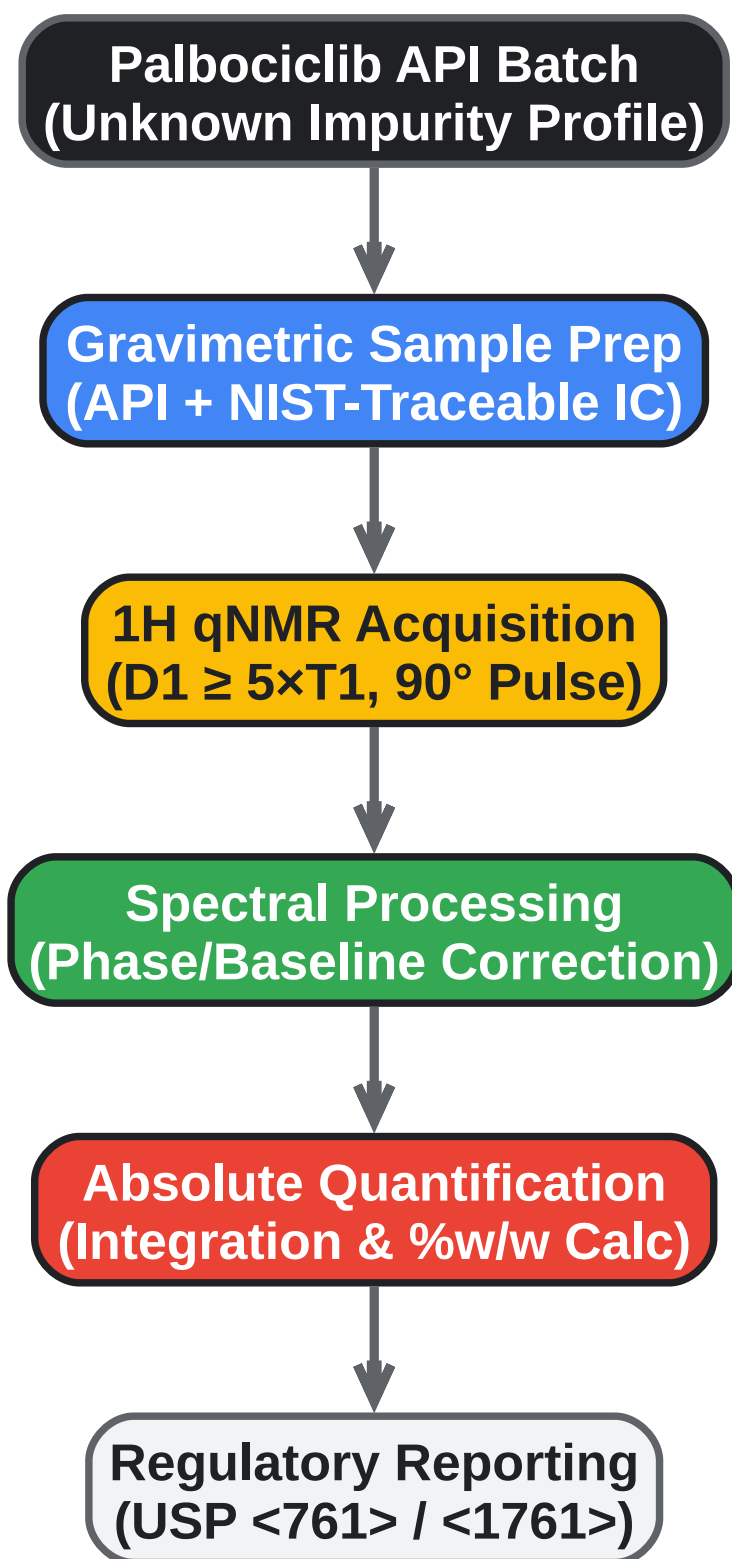 Palbociclib API Batch
(Unknown Impurity Profile)
Gravimetric Sample Prep
(API + NIST-Traceable IC)
1H qNMR Acquisition
(D1 ≥ 5×T1, 90° Pulse)
Spectral Processing
(Phase/Baseline Correction)
Absolute Quantification
(Integration & %w/w Calc)
Regulatory Reporting
(USP <761> / <1761>)